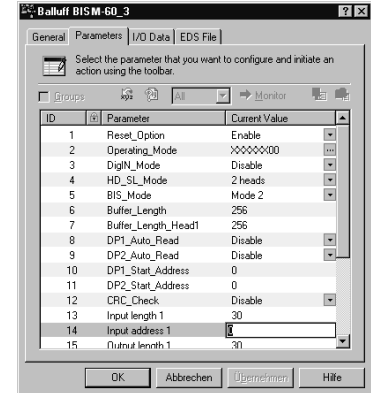 Balluff BIS M-60_3
General Parameters I/O Data EDS File
Select the parameter that you want to configure and initiate an
action using the toolbar.
Groups All Monitor
ID Parameter Current Value
1 Reset_Option Enable
2 Operating_Mode XXXXXX00
3 DigIN_Mode Disable
4 HD_SL_Mode 2 heads
5 BIS_Mode Mode 2
6 Buffer_Length 256
7 Buffer_Length_Head1 256
8 DP1_Auto_Read Disable
9 DP2_Auto_Read Disable
10 DP1_Start_Address 0
11 DP2_Start_Address 0
12 CRC_Check Disable
13 Input length 1 30
14 Input address 1 0
15 Output length 1 30
OK Abbrechen Übernehmen Hilfe